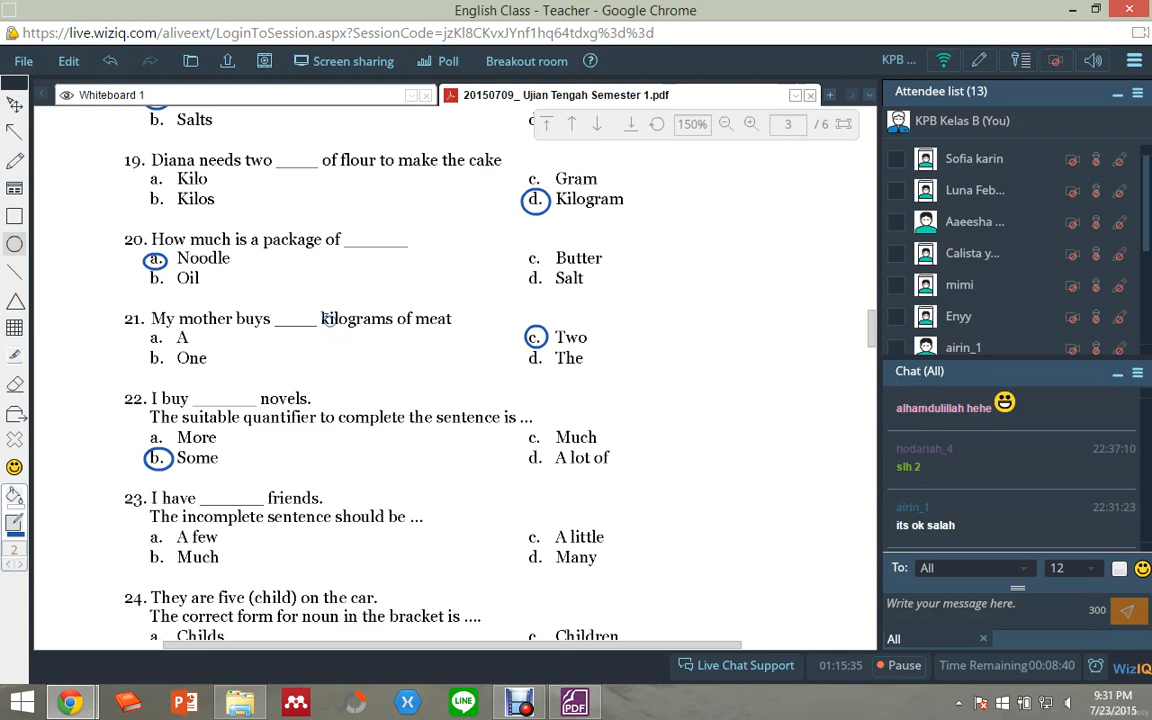 English Class - Teacher - Google Chrome
https://live.wiziq.com/aliveext/LoginToSession.aspx?SessionCode=jzKl8CKvxJYnf1hq64tdxg%3d%3d
File Edit Screen sharing Poll Breakout room ? KPB ...
Whiteboard 1 20150709_ Ujian Tengah Semester 1.pdf
150% 3 / 6
b. Salts
19. Diana needs two _____ of flour to make the cake
a. Kilo c. Gram
b. Kilos d. Kilogram
20. How much is a package of _______
a. Noodle c. Butter
b. Oil d. Salt
21. My mother buys _____ kilograms of meat
a. A c. Two
b. One d. The
22. I buy _______ novels.
The suitable quantifier to complete the sentence is ...
a. More c. Much
b. Some d. A lot of
23. I have _______ friends.
The incomplete sentence should be ...
a. A few c. A little
b. Much d. Many
24. They are five (child) on the car.
The correct form for noun in the bracket is ....
a. Childs c. Children
2
Attendee list (13)
KPB Kelas B (You)
Sofia karin
Luna Feb...
Aaeesha ...
Calista y...
mimi
Enyy
airin_1
Chat (All)
alhamdulillah hehe
hodariah_4 22:37:10
slh 2
airin_1 22:31:23
its ok salah
To: All 12
Write your message here. 300
All
Live Chat Support 01:15:35 Pause Time Remaining00:08:40 WizIQ
PDF
LINE
9:31 PM
7/23/2015